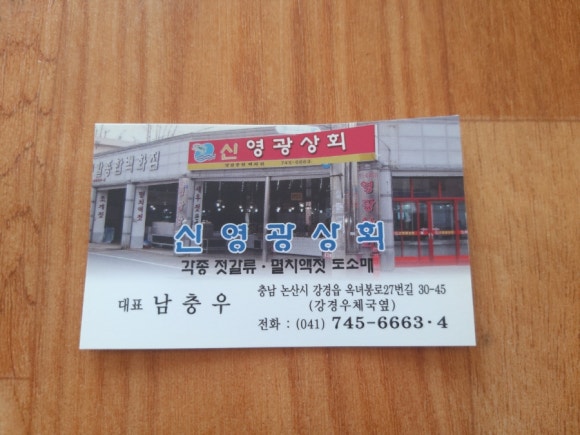 신영광상회
745-6663
신영광상회
각종 젓갈류 · 멸치액젓 도소매
충남 논산시 강경읍 옥녀봉로27번길 30-45
대표 남충우
(강경우체국옆)
전화 : (041) 745-6663·4